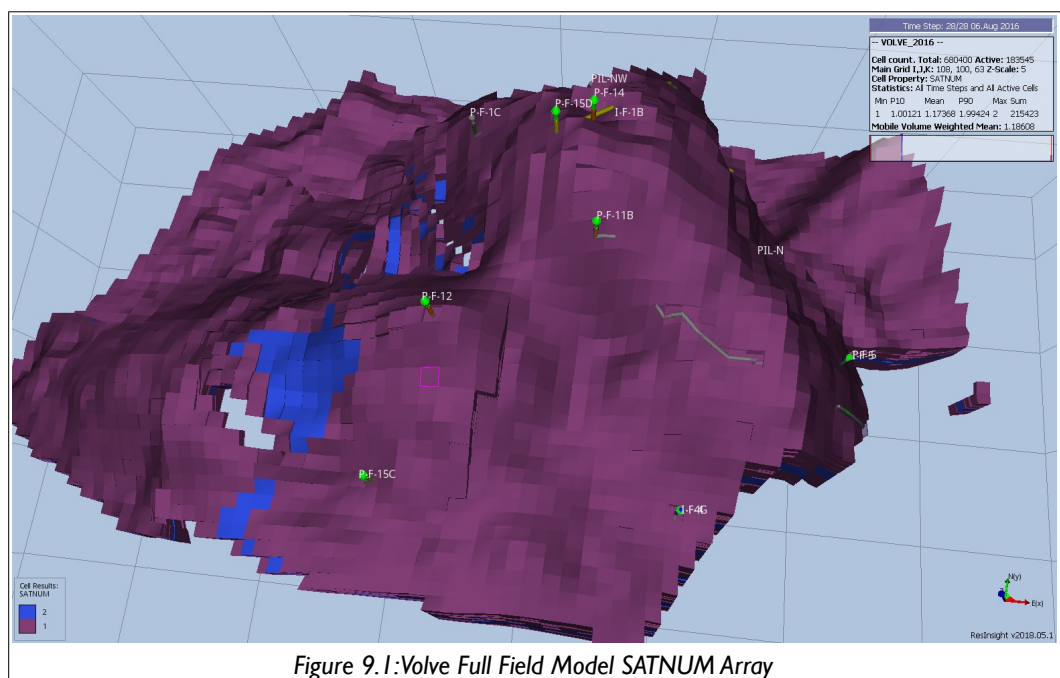 Time Step: 28/28 06.Aug 2016
-- VOLVE_2016 --
Cell count. Total: 680400 Active: 183545
Main Grid I,J,K: 108, 100, 63 Z-Scale: 5
Cell Property: SATNUM
Statistics: All Time Steps and All Active Cells
Min P10 Mean P90 Max Sum
1 1.00121 1.17368 1.99424 2 215423
Mobile Volume Weighted Mean: 1.18608
PIL-NW
P-F-14
P-F-15D
I-F-1B
P-F-1C
P-F-11B
PIL-N
P-F-12
P-F-15C
Cell Results:
SATNUM
2
1
N(y)
E(x)
ResInsight v2018.05.1
Figure 9.1:Volve Full Field Model SATNUM Array